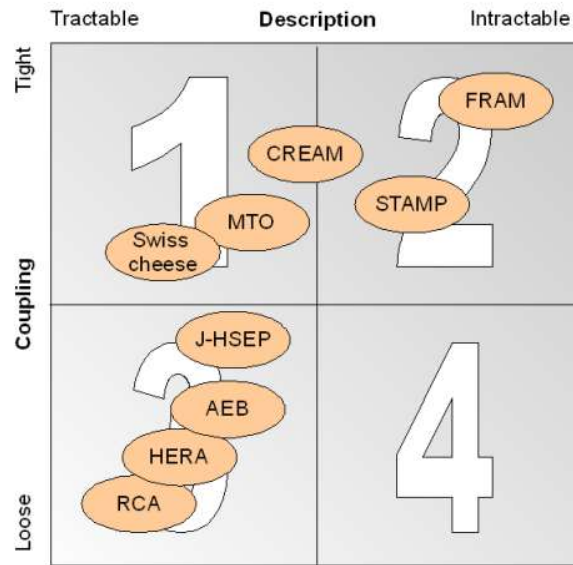 Tractable Description Intractable
Tight
Coupling
Loose
1
2
FRAM
CREAM
STAMP
MTO
Swiss
cheese
3
J-HSEP
AEB
HERA
RCA
4